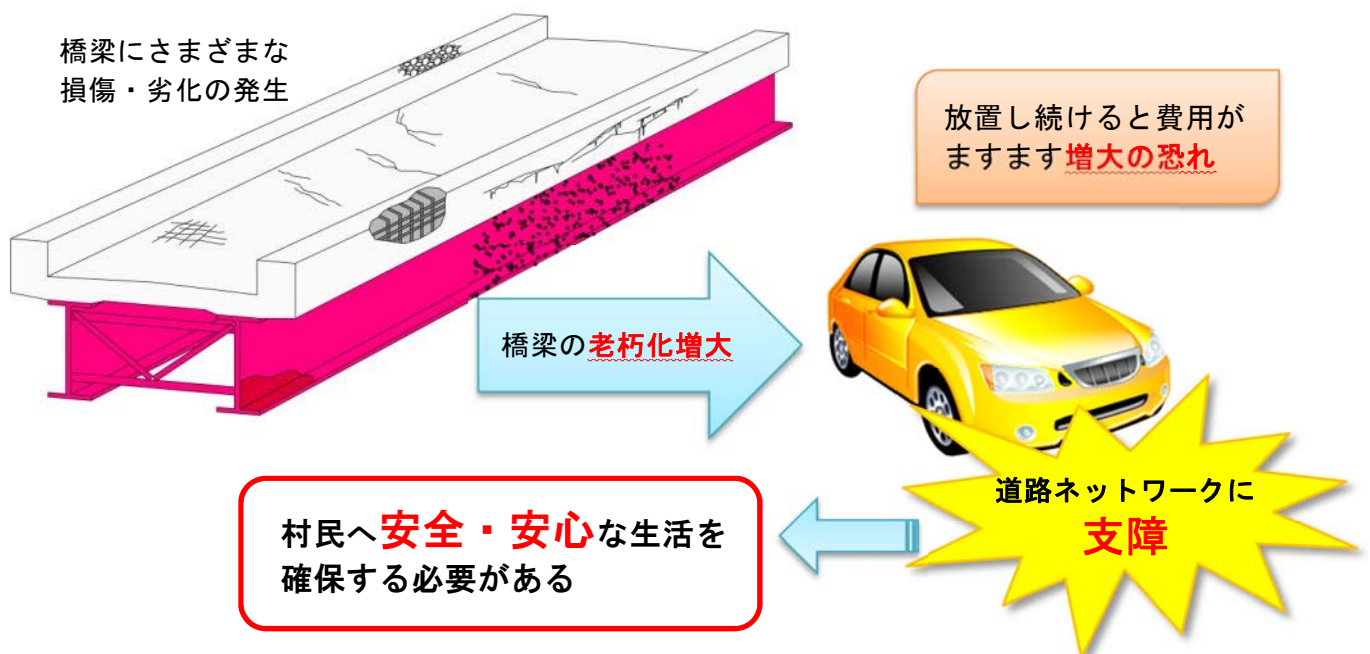 橋梁にさまざまな
損傷・劣化の発生
放置し続けると費用が
ますます増大の恐れ
橋梁の老朽化増大
道路ネットワークに
支障
村民へ安全・安心な生活を
確保する必要がある